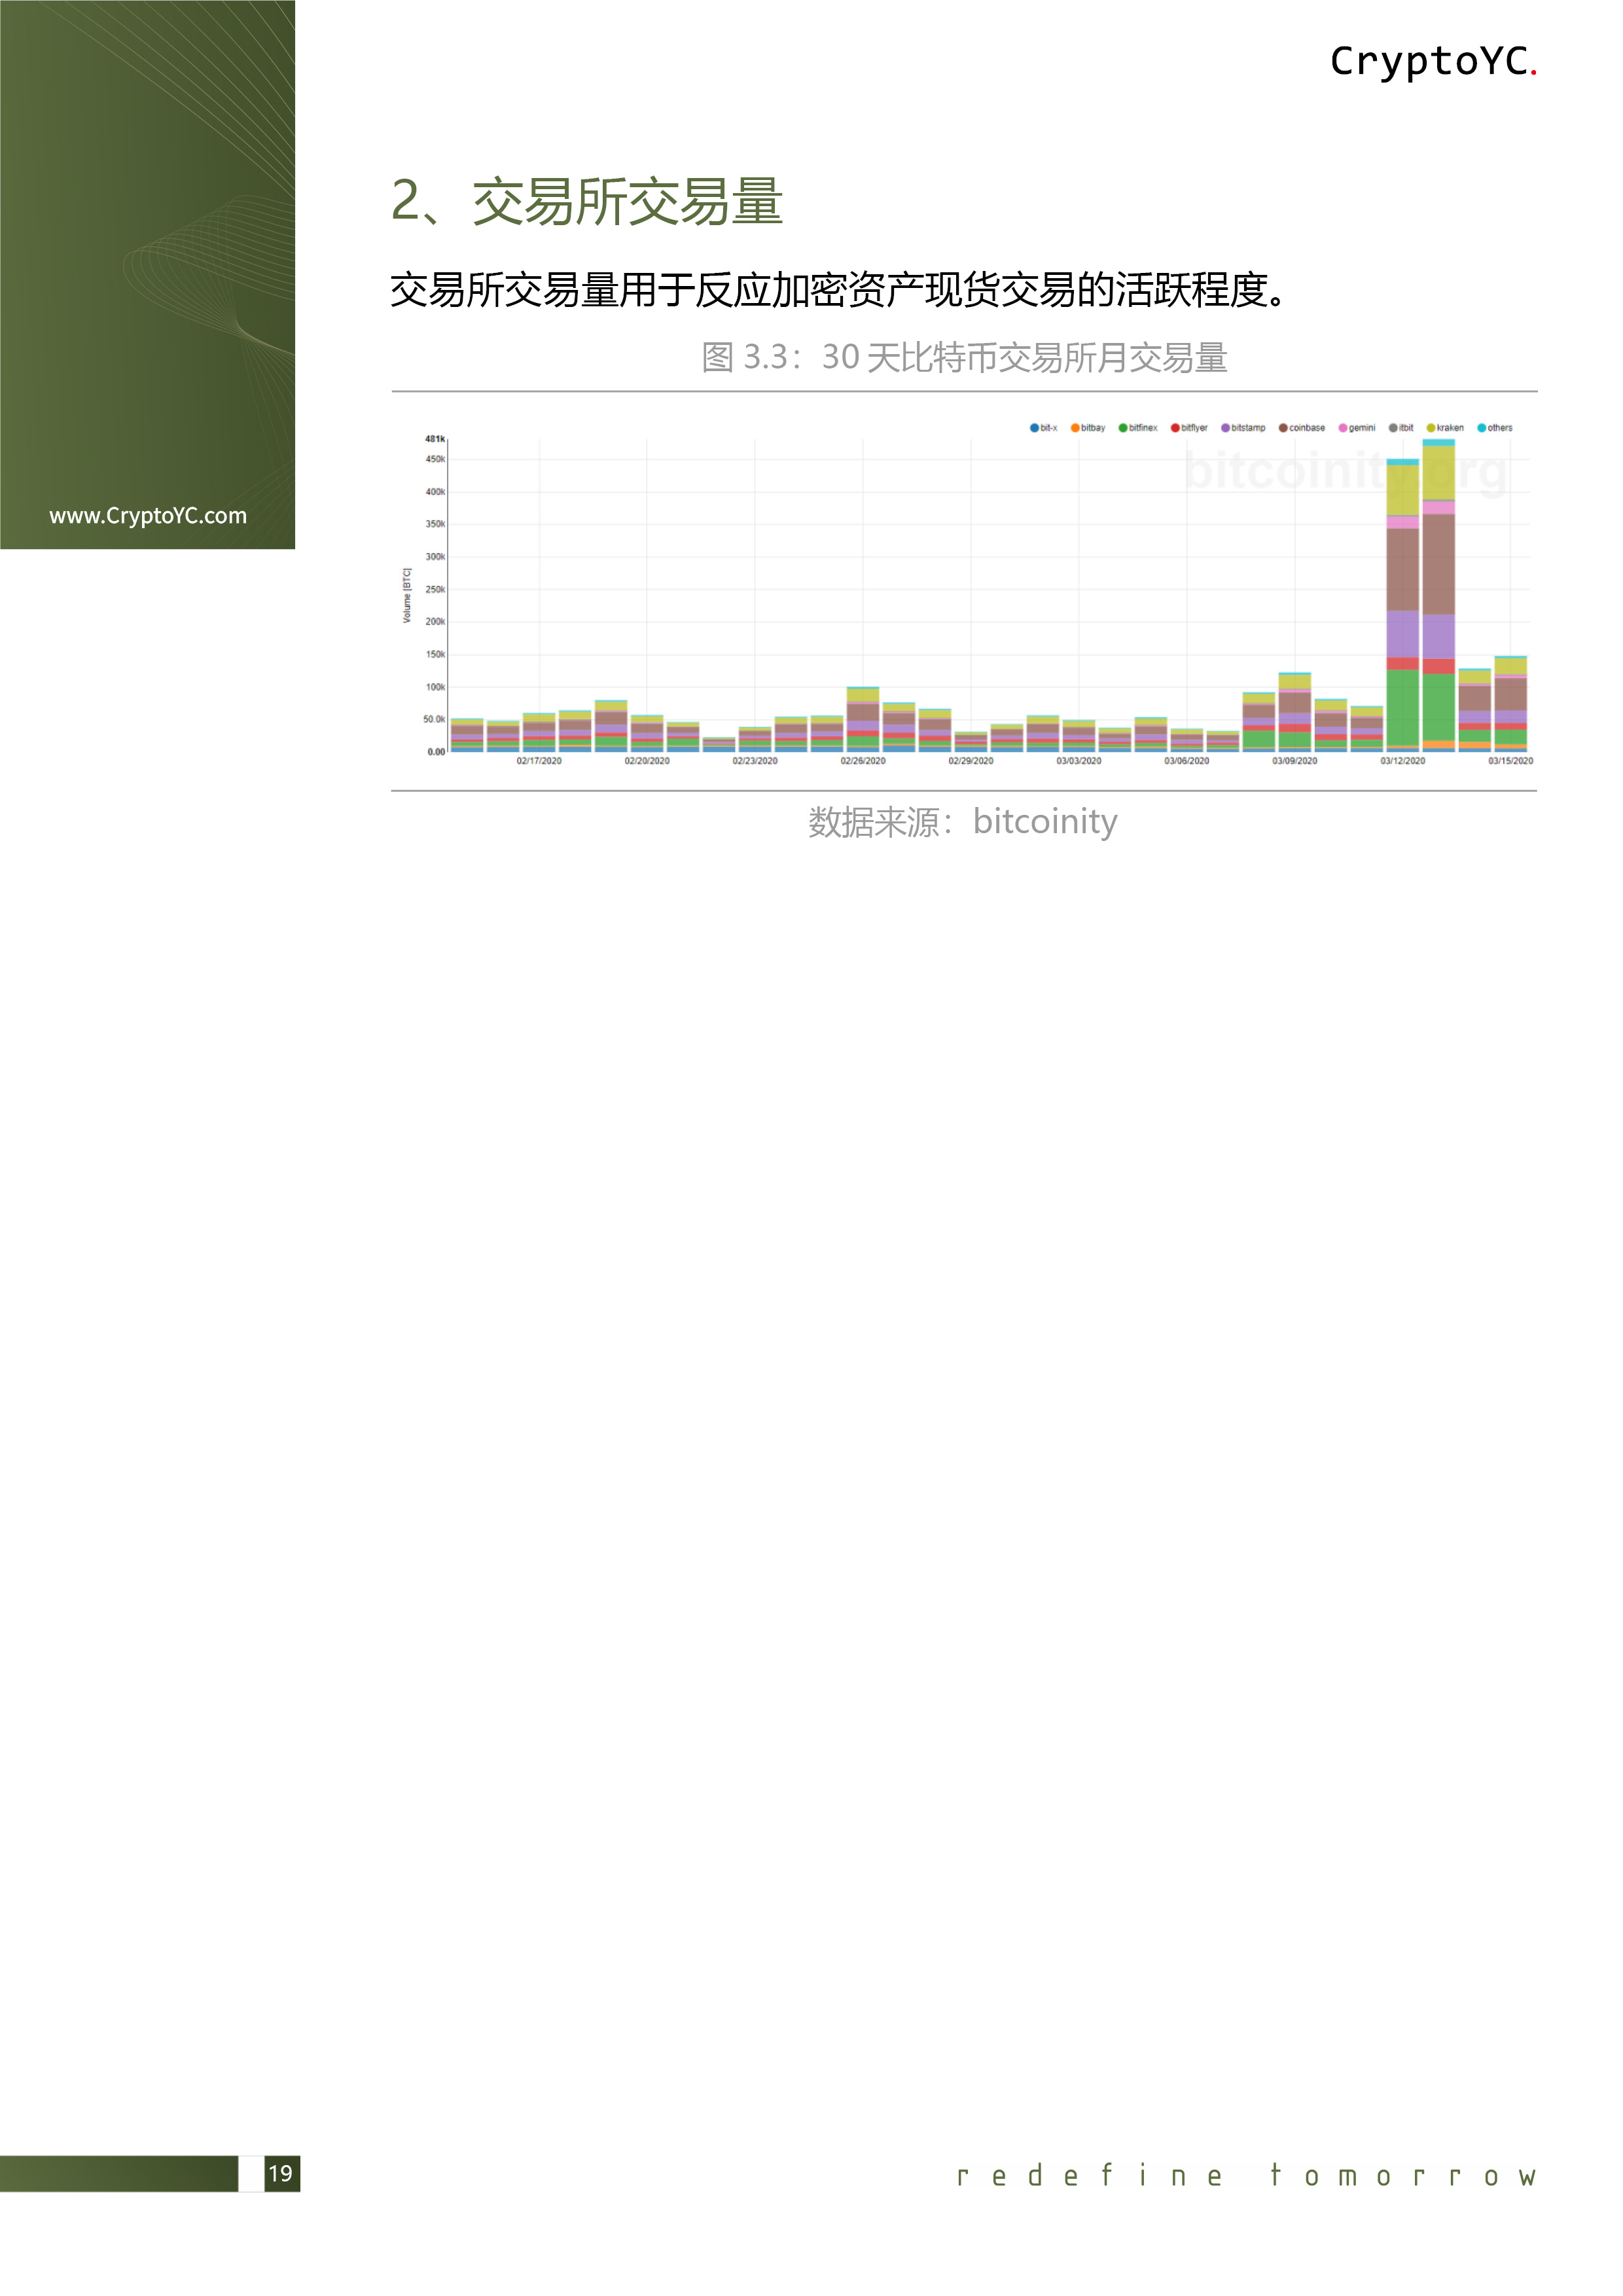 CryptoYC.
www.CryptoYC.com
2、交易所交易量
交易所交易量用于反应加密资产现货交易的活跃程度。
图 3.3：30 天比特币交易所月交易量
bit-x bitbay bitfinex bitflyer bitstamp coinbase gemini itbit kraken others
481k
450k
400k
350k
300k
250k
200k
150k
100k
50.0k
0.00
Volume [BTC]
02/17/2020 02/20/2020 02/23/2020 02/26/2020 02/29/2020 03/03/2020 03/06/2020 03/09/2020 03/12/2020 03/15/2020
数据来源：bitcoinity
19
redefine tomorrow